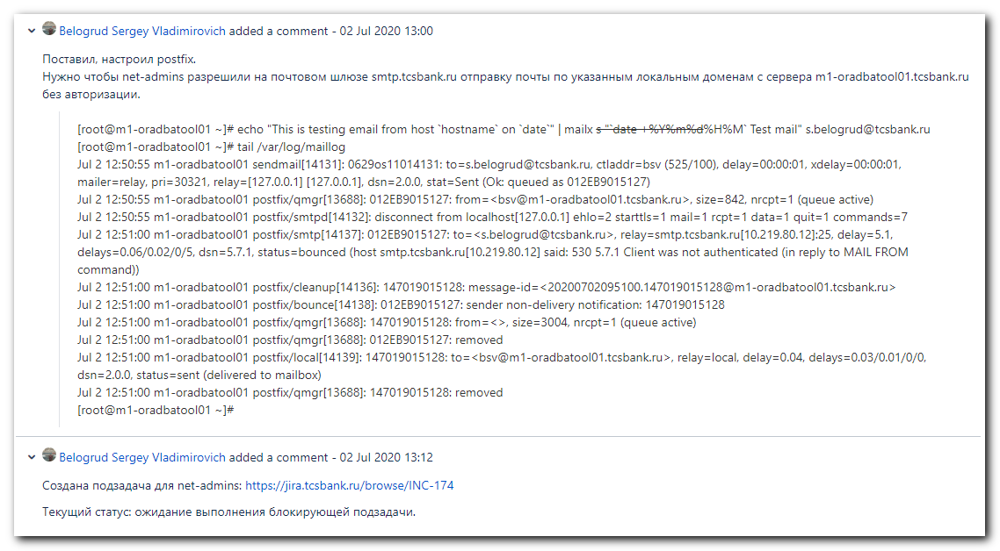 Belogrud Sergey Vladimirovich added a comment - 02 Jul 2020 13:00
Поставил, настроил postfix.
Нужно чтобы net-admins разрешили на почтовом шлюзе smtp.tcsbank.ru отправку почты по указанным локальным доменам с сервера m1-oradbatool01.tcsbank.ru
без авторизации.
[root@m1-oradbatool01 ~]# echo "This is testing email from host `hostname` on `date`" | mailx s "`date +%Y%m%d%H%M` Test mail" s.belogrud@tcsbank.ru
[root@m1-oradbatool01 ~]# tail /var/log/maillog
Jul 2 12:50:55 m1-oradbatool01 sendmail[14131]: 0629os11014131: to=s.belogrud@tcsbank.ru, ctladdr=bsv (525/100), delay=00:00:01, xdelay=00:00:01,
mailer=relay, pri=30321, relay=[127.0.0.1] [127.0.0.1], dsn=2.0.0, stat=Sent (Ok: queued as 012EB9015127)
Jul 2 12:50:55 m1-oradbatool01 postfix/qmgr[13688]: 012EB9015127: from=<bsv@m1-oradbatool01.tcsbank.ru>, size=842, nrcpt=1 (queue active)
Jul 2 12:50:55 m1-oradbatool01 postfix/smtpd[14132]: disconnect from localhost[127.0.0.1] ehlo=2 starttls=1 mail=1 rcpt=1 data=1 quit=1 commands=7
Jul 2 12:51:00 m1-oradbatool01 postfix/smtp[14137]: 012EB9015127: to=<s.belogrud@tcsbank.ru>, relay=smtp.tcsbank.ru[10.219.80.12]:25, delay=5.1,
delays=0.06/0.02/0/5, dsn=5.7.1, status=bounced (host smtp.tcsbank.ru[10.219.80.12] said: 530 5.7.1 Client was not authenticated (in reply to MAIL FROM
command))
Jul 2 12:51:00 m1-oradbatool01 postfix/cleanup[14136]: 147019015128: message-id=<20200702095100.147019015128@m1-oradbatool01.tcsbank.ru>
Jul 2 12:51:00 m1-oradbatool01 postfix/bounce[14138]: 012EB9015127: sender non-delivery notification: 147019015128
Jul 2 12:51:00 m1-oradbatool01 postfix/qmgr[13688]: 147019015128: from=<>, size=3004, nrcpt=1 (queue active)
Jul 2 12:51:00 m1-oradbatool01 postfix/qmgr[13688]: 012EB9015127: removed
Jul 2 12:51:00 m1-oradbatool01 postfix/local[14139]: 147019015128: to=<bsv@m1-oradbatool01.tcsbank.ru>, relay=local, delay=0.04, delays=0.03/0.01/0/0,
dsn=2.0.0, status=sent (delivered to mailbox)
Jul 2 12:51:00 m1-oradbatool01 postfix/qmgr[13688]: 147019015128: removed
[root@m1-oradbatool01 ~]#
Belogrud Sergey Vladimirovich added a comment - 02 Jul 2020 13:12
Создана подзадача для net-admins: https://jira.tcsbank.ru/browse/INC-174
Текущий статус: ожидание выполнения блокирующей подзадачи.